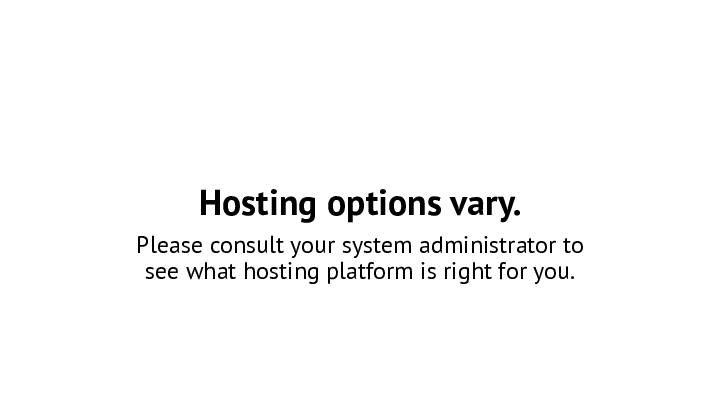 Hosting options vary.
Please consult your system administrator to
see what hosting platform is right for you.